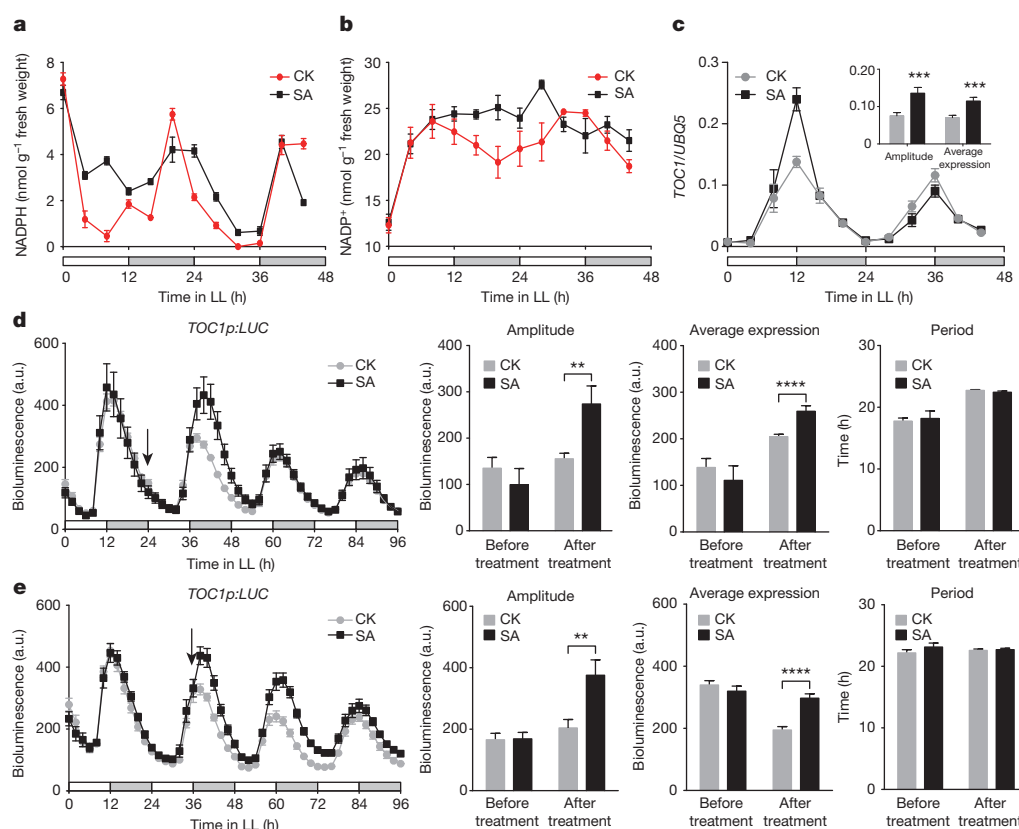 a
NADPH (nmol g⁻¹ fresh weight)
8
6
4
2
0
CK
SA
0 12 24 36 48
Time in LL (h)
b
NADP⁺ (nmol g⁻¹ fresh weight)
30
25
20
15
10
CK
SA
0 12 24 36 48
Time in LL (h)
c
TOC1/UBQ5
0.3
0.2
0.1
0
CK
SA
0.20
0.10
0
*** ***
Amplitude
Average
expression
0 12 24 36 48
Time in LL (h)
d
TOC1p:LUC
Bioluminescence (a.u.)
600
400
200
0
CK
SA
0 12 24 36 48 60 72 84 96
Time in LL (h)
Amplitude
Bioluminescence (a.u.)
400
300
200
100
0
CK
SA
**
Before
treatment
After
treatment
Average expression
Bioluminescence (a.u.)
400
300
200
100
0
CK
SA
****
Before
treatment
After
treatment
Period
Time (h)
30
20
10
0
CK
SA
Before
treatment
After
treatment
e
TOC1p:LUC
Bioluminescence (a.u.)
600
400
200
0
CK
SA
0 12 24 36 48 60 72 84 96
Time in LL (h)
Amplitude
Bioluminescence (a.u.)
600
400
200
0
CK
SA
**
Before
treatment
After
treatment
Average expression
Bioluminescence (a.u.)
600
400
200
0
CK
SA
****
Before
treatment
After
treatment
Period
Time (h)
30
20
10
0
CK
SA
Before
treatment
After
treatment